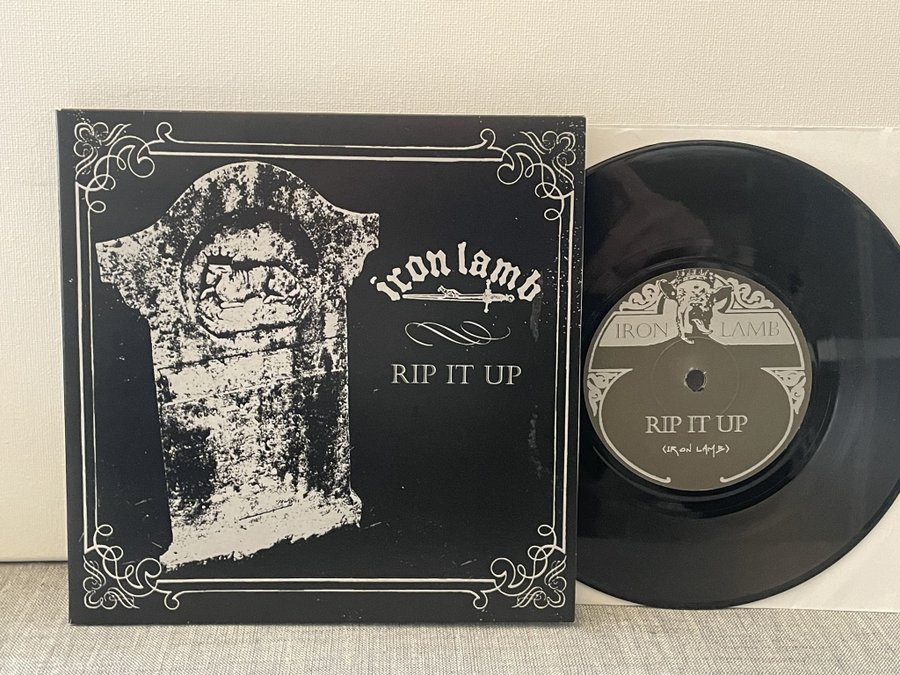 iron lamb
RIP IT UP
IRON LAMB
RIP IT UP
(IRON LAMB)